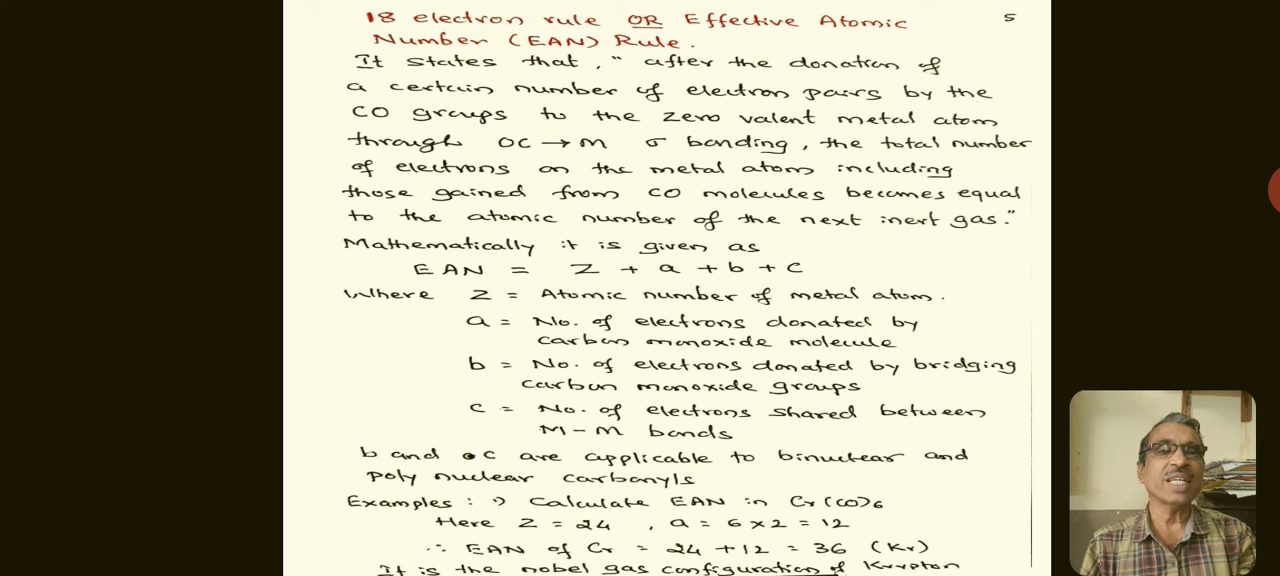 18 electron rule OR Effective Atomic 5
Number (EAN) Rule.
It states that, " after the donation of
a certain number of electron pairs by the
CO groups to the zero valent metal atom
through OC → M σ bonding, the total number
of electrons on the metal atom including
those gained from CO molecules becomes equal
to the atomic number of the next inert gas."
Mathematically it is given as
EAN = Z + a + b + c
Where Z = Atomic number of metal atom.
a = No. of electrons donated by
carbon monoxide molecule
b = No. of electrons donated by bridging
carbon monoxide groups
c = No. of electrons shared between
M-M bonds
b and c are applicable to binuclear and
poly nuclear carbonyls
Examples: 1) Calculate EAN in Cr(CO)6
Here Z = 24 , a = 6 x 2 = 12
∴ EAN of Cr = 24 + 12 = 36 (Kr)
It is the nobel gas configuration of Krypton